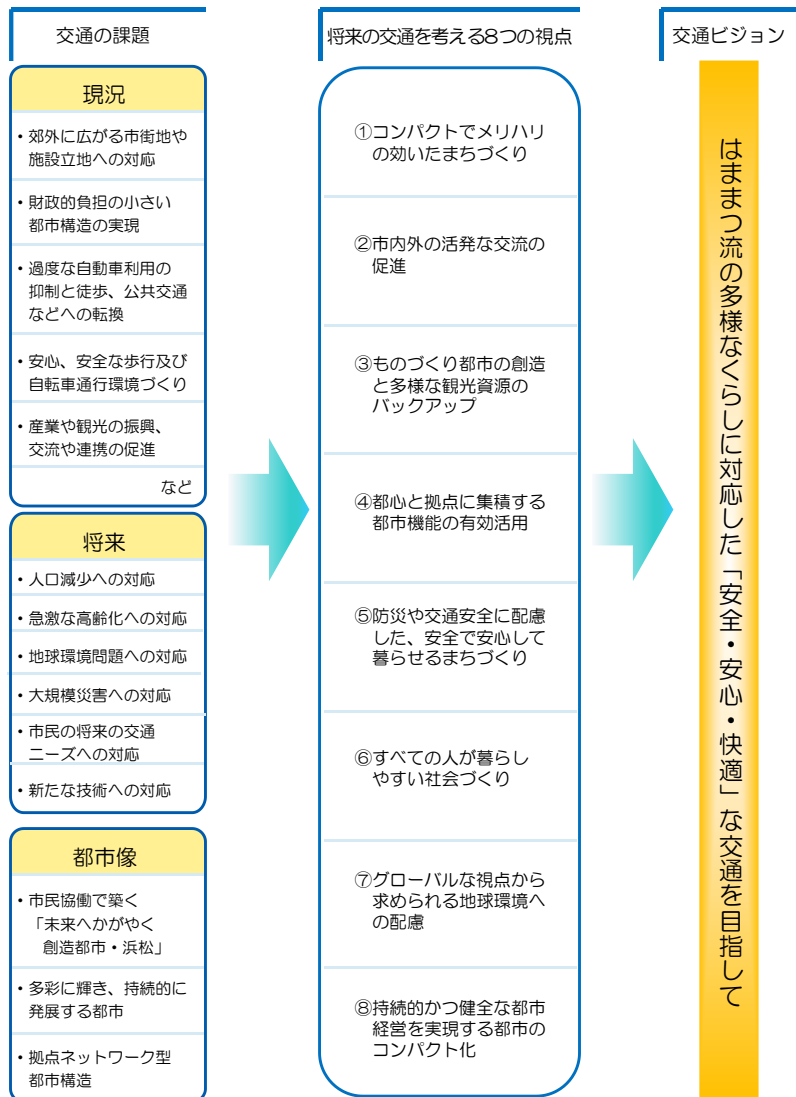 交通の課題
現況
・郊外に広がる市街地や
施設立地への対応
・財政的負担の小さい
都市構造の実現
・過度な自動車利用の
抑制と徒歩、公共交通
などへの転換
・安心、安全な歩行及び
自転車通行環境づくり
・産業や観光の振興、
交流や連携の促進
など
将来
・人口減少への対応
・急激な高齢化への対応
・地球環境問題への対応
・大規模災害への対応
・市民の将来の交通
ニーズへの対応
・新たな技術への対応
都市像
・市民協働で築く
「未来へかがやく
創造都市・浜松」
・多彩に輝き、持続的に
発展する都市
・拠点ネットワーク型
都市構造
将来の交通を考える8つの視点
①コンパクトでメリハリ
の効いたまちづくり
②市内外の活発な交流の
促進
③ものづくり都市の創造
と多様な観光資源の
バックアップ
④都心と拠点に集積する
都市機能の有効活用
⑤防災や交通安全に配慮
した、安全で安心して
暮らせるまちづくり
⑥すべての人が暮らし
やすい社会づくり
⑦グローバルな視点から
求められる地球環境へ
の配慮
⑧持続的かつ健全な都市
経営を実現する都市の
コンパクト化
交通ビジョン
はままつ流の多様なくらしに対応した「安全・安心・快適」な交通を目指して